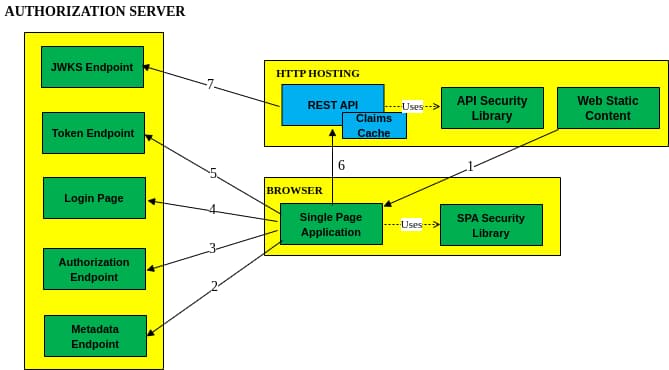 AUTHORIZATION SERVER
JWKS Endpoint
Token Endpoint
Login Page
Authorization
Endpoint
Metadata
Endpoint
7
5
4
3
2
HTTP HOSTING
REST API
Claims
Cache
Uses
API Security
Library
Web Static
Content
6
1
BROWSER
Single Page
Application
Uses
SPA Security
Library